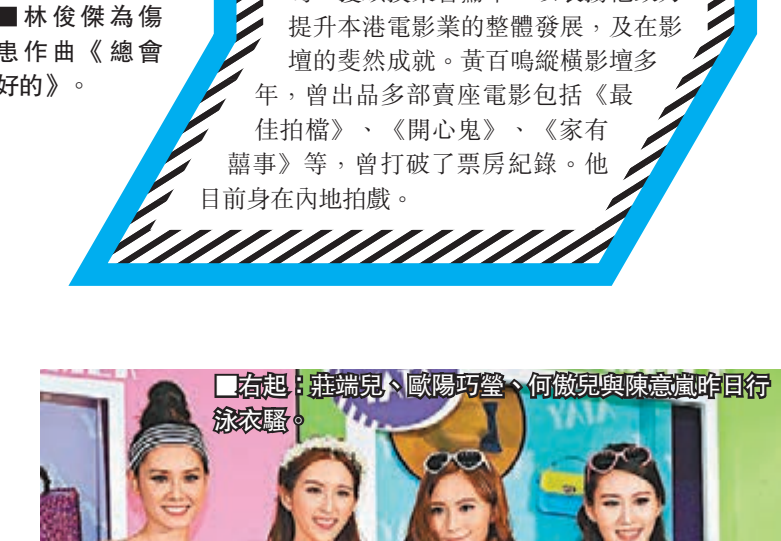 ■林俊傑為傷
患作曲《總會
好的》。
提升本港電影業的整體發展，及在影
壇的斐然成就。黃百鳴縱橫影壇多
年，曾出品多部賣座電影包括《最
佳拍檔》、《開心鬼》、《家有
囍事》等，曾打破了票房紀錄。他
目前身在內地拍戲。
■右起：莊端兒、歐陽巧瑩、何傲兒與陳意嵐昨日行
泳衣騷。